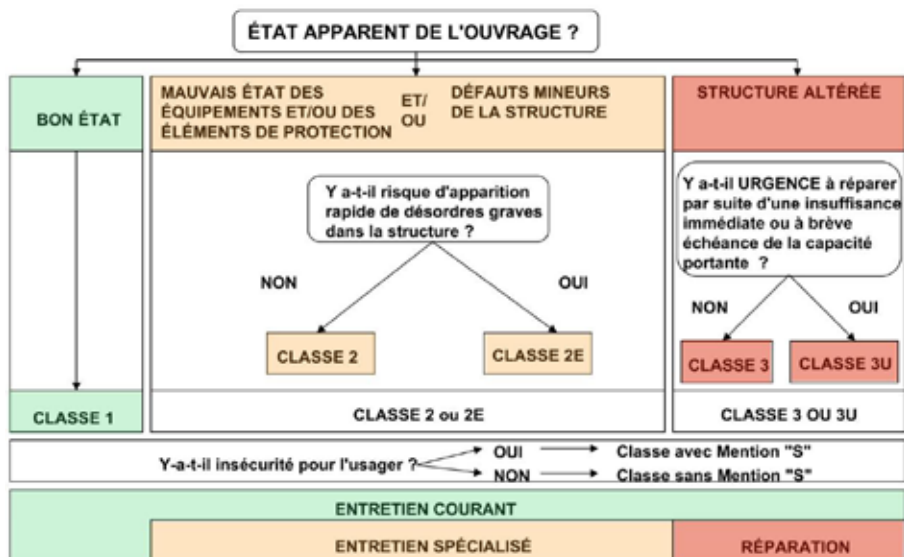 ÉTAT APPARENT DE L'OUVRAGE ?
BON ÉTAT
MAUVAIS ÉTAT DES
ÉQUIPEMENTS ET/OU DES
ÉLÉMENTS DE PROTECTION
ET/
OU
DÉFAUTS MINEURS
DE LA STRUCTURE
STRUCTURE ALTÉRÉE
Y a-t-il risque d'apparition
rapide de désordres graves
dans la structure ?
NON
OUI
CLASSE 2
CLASSE 2E
Y a-t-il URGENCE à réparer
par suite d'une insuffisance
immédiate ou à brève
échéance de la capacité
portante ?
NON
OUI
CLASSE 3
CLASSE 3U
CLASSE 1
CLASSE 2 ou 2E
CLASSE 3 OU 3U
Y-a-t-il insécurité pour l'usager ?
OUI
Classe avec Mention "S"
NON
Classe sans Mention "S"
ENTRETIEN COURANT
ENTRETIEN SPÉCIALISÉ
RÉPARATION